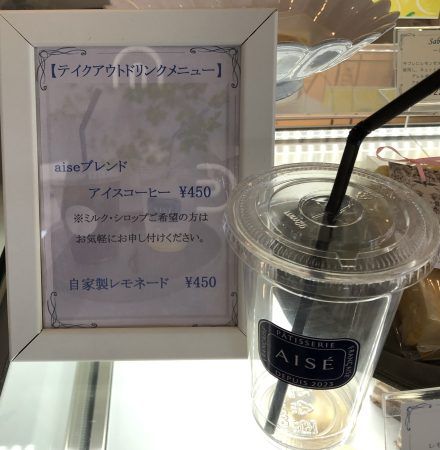 【テイクアウトドリンクメニュー】
aiseブレンド
アイスコーヒー ¥450
※ミルク・シロップご希望の方は
お気軽にお申し付けください。
自家製レモネード ¥450
PATISSERIE
FRANÇAISE
AISÉ
DEPUIS 2023